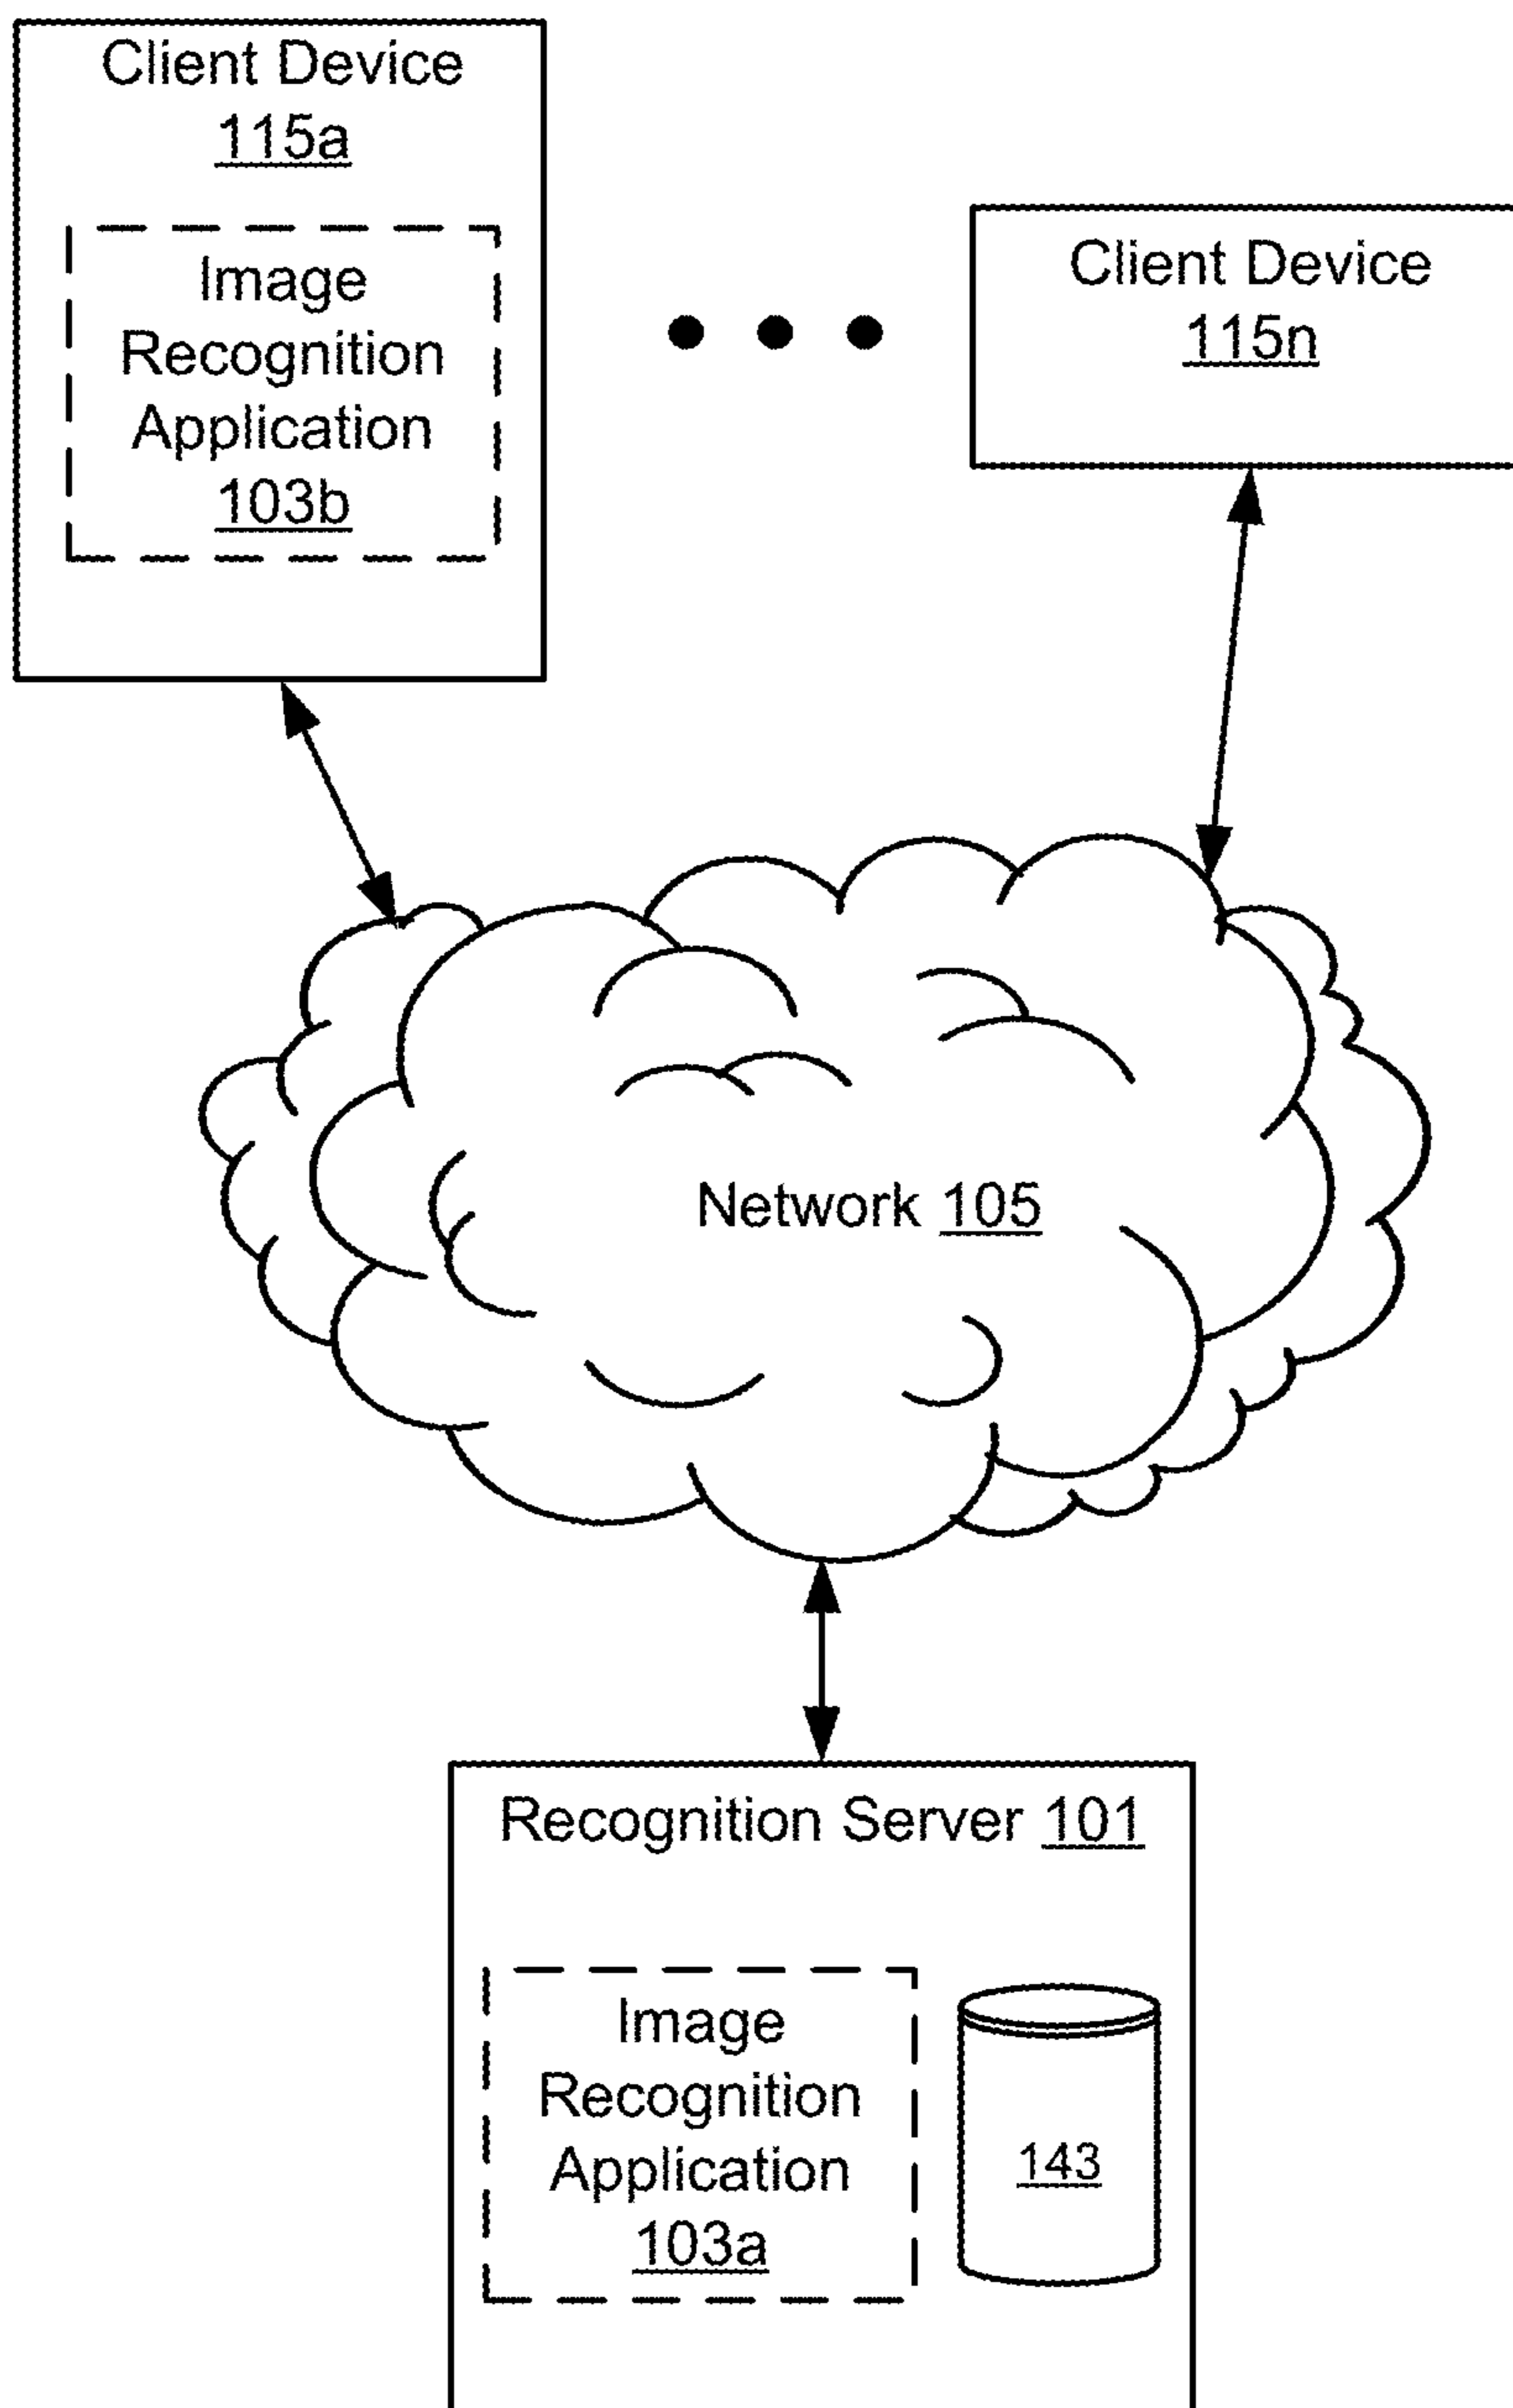 Client Device
115a
Image
Recognition
Application
103b
Client Device
115n
Network 105
Recognition Server 101
Image
Recognition
Application
103a
143